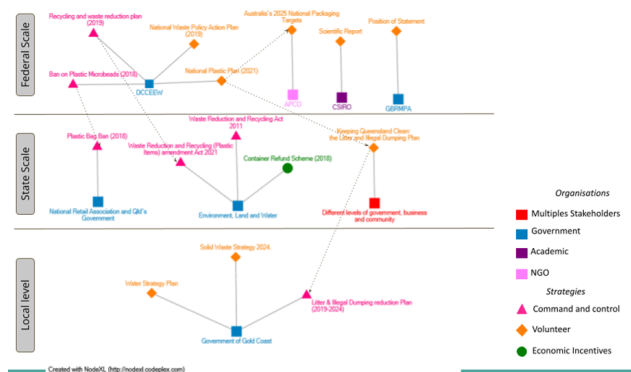 Federal Scale
Recycling and waste reduction plan
(2019)
National Waste Policy Action Plan
(2019)
Australia's 2025 National Packaging
Targets
Scientific Report
Position of Statement
Ban on Plastic Microbeads (2018)
DCCEEW
National Plastic Plan (2021)
APCO
CSIRO
GBRMPA
State Scale
Plastic Bag Ban (2018)
Waste Reduction and Recycling Act
2011
Waste Reduction and Recycling (Plastic
Items) amendment Act 2021
Container Refund Scheme (2018)
Keeping Queensland Clean:
the Litter and Illegal Dumping Plan
National Retail Association and Qld's
Government
Environment, Land and Water
Different levels of government, business
and community
Local level
Solid Waste Strategy 2024
Water Strategy Plan
Litter & Illegal Dumping reduction Plan
(2019-2024)
Government of Gold Coast
Organisations
Multiples Stakeholders
Government
Academic
NGO
Strategies
Command and control
Volunteer
Economic Incentives
Created with NodeXL (http://nodexl.codeplex.com)